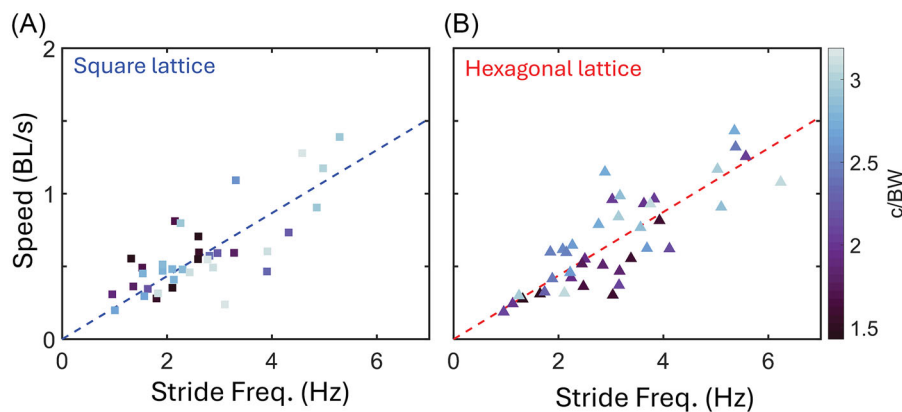 (A)
Square lattice
Speed (BL/s)
2
1
0
0 2 4 6
Stride Freq. (Hz)
(B)
Hexagonal lattice
0 2 4 6
Stride Freq. (Hz)
3
2.5
2
1.5
c/BW